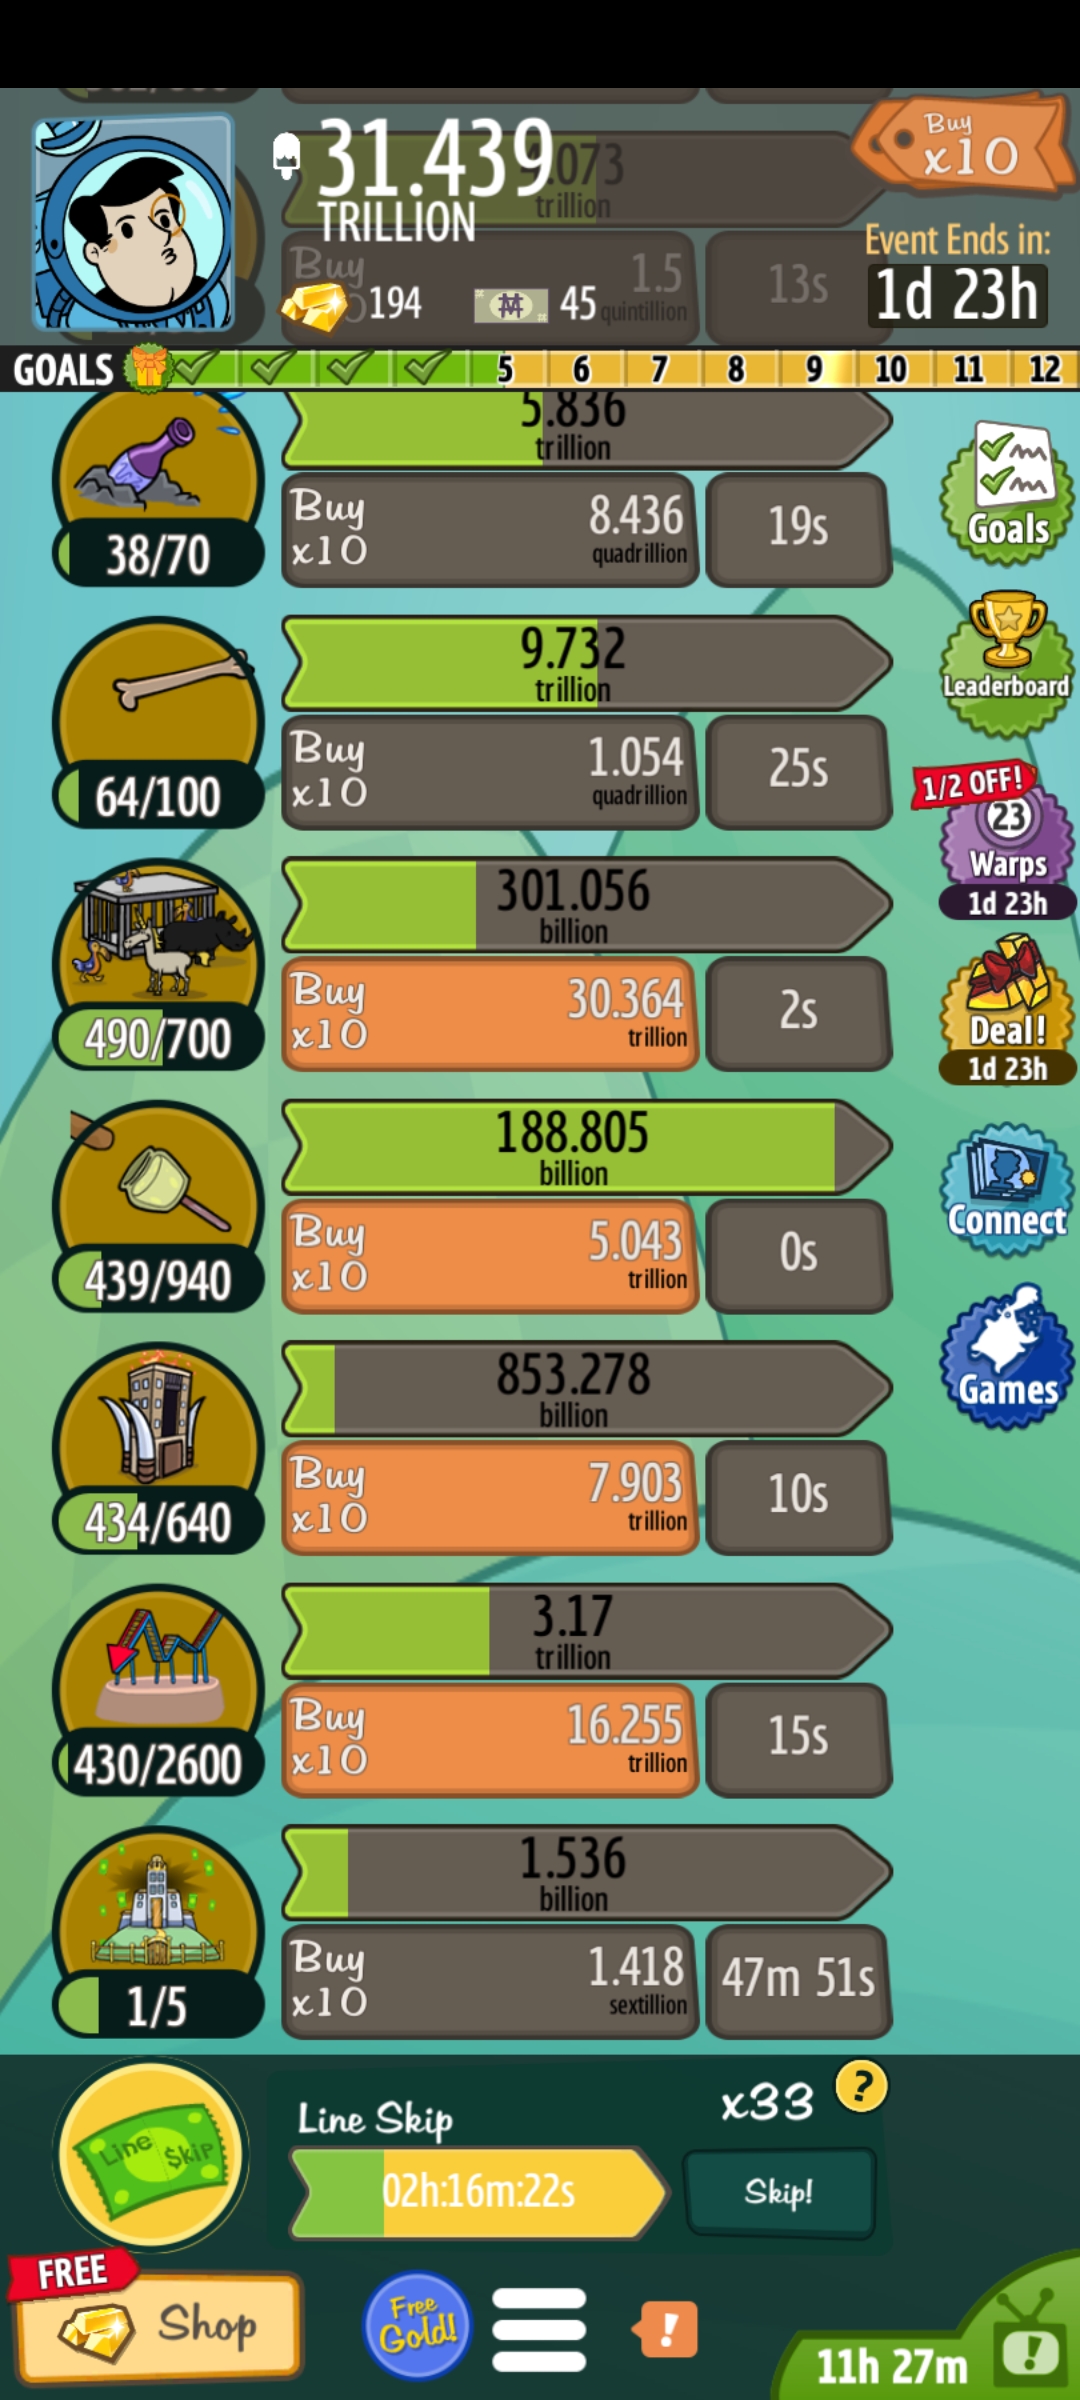 31.439
TRILLION
194
45
trillion
Buy
1.5
quintillion
13s
Buy
x10
Event Ends in:
1d 23h
GOALS
5
6
7
8
9
10
11
12
5.836
trillion
38/70
Buy
x10
8.436
quadrillion
19s
Goals
9.732
trillion
64/100
Buy
x10
1.054
quadrillion
25s
Leaderboard
1/2 OFF!
23
Warps
1d 23h
301.056
billion
490/700
Buy
x10
30.364
trillion
2s
Deal!
1d 23h
188.805
billion
439/940
Buy
x10
5.043
trillion
0s
Connect
853.278
billion
434/640
Buy
x10
7.903
trillion
10s
Games
3.17
trillion
430/2600
Buy
x10
16.255
trillion
15s
1.536
billion
1/5
Buy
x10
1.418
sextillion
47m 51s
Line $kip
Line Skip
x33
?
02h:16m:22s
Skip!
FREE
Shop
Free
Gold!
!
11h 27m
!